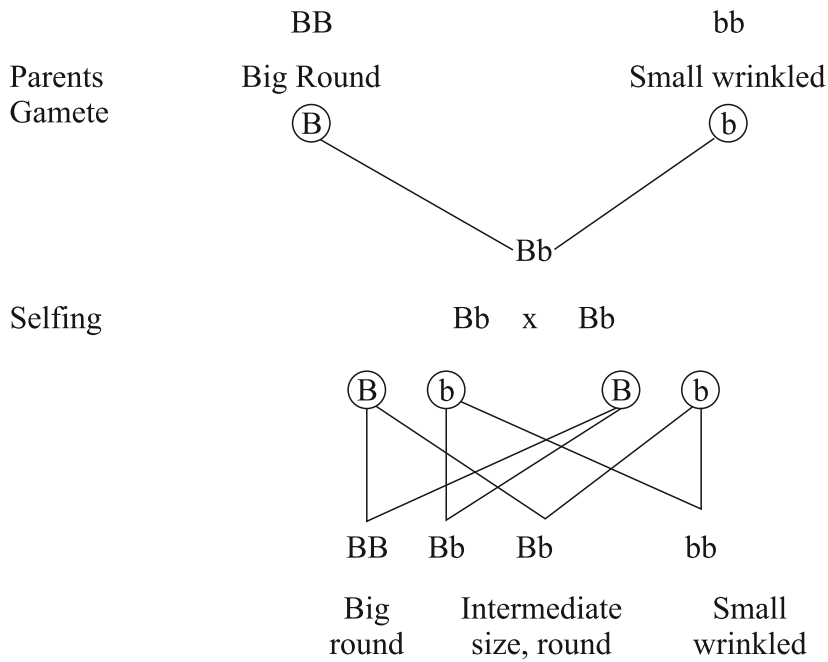 BB bb
Parents Big Round Small wrinkled
Gamete B b
Bb
Selfing Bb x Bb
B b B b
BB Bb Bb bb
Big Intermediate Small
round size, round wrinkled